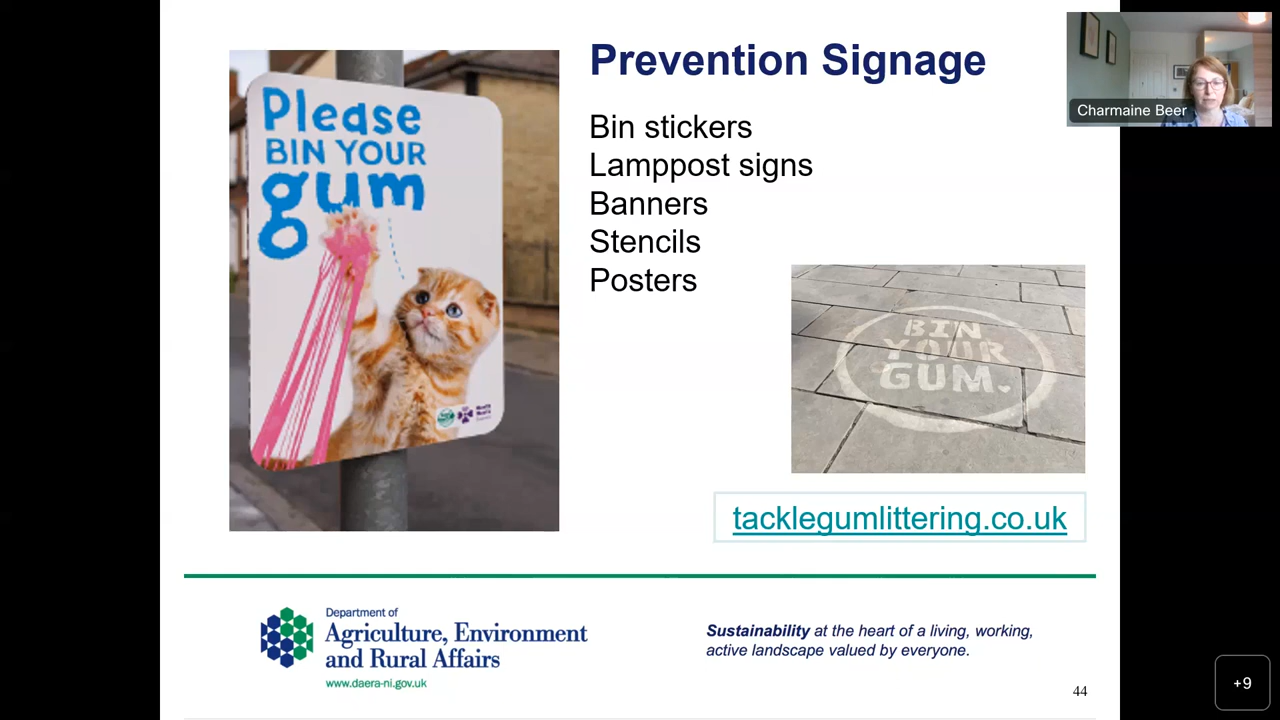 Prevention Signage
Charmaine Beer
Please
BIN YOUR
gum
Bin stickers
Lamppost signs
Banners
Stencils
Posters
BIN
YOUR
GUM.
tacklegumlittering.co.uk
Department of
Agriculture, Environment
and Rural Affairs
www.daera-ni.gov.uk
Sustainability at the heart of a living, working,
active landscape valued by everyone.
44
+9